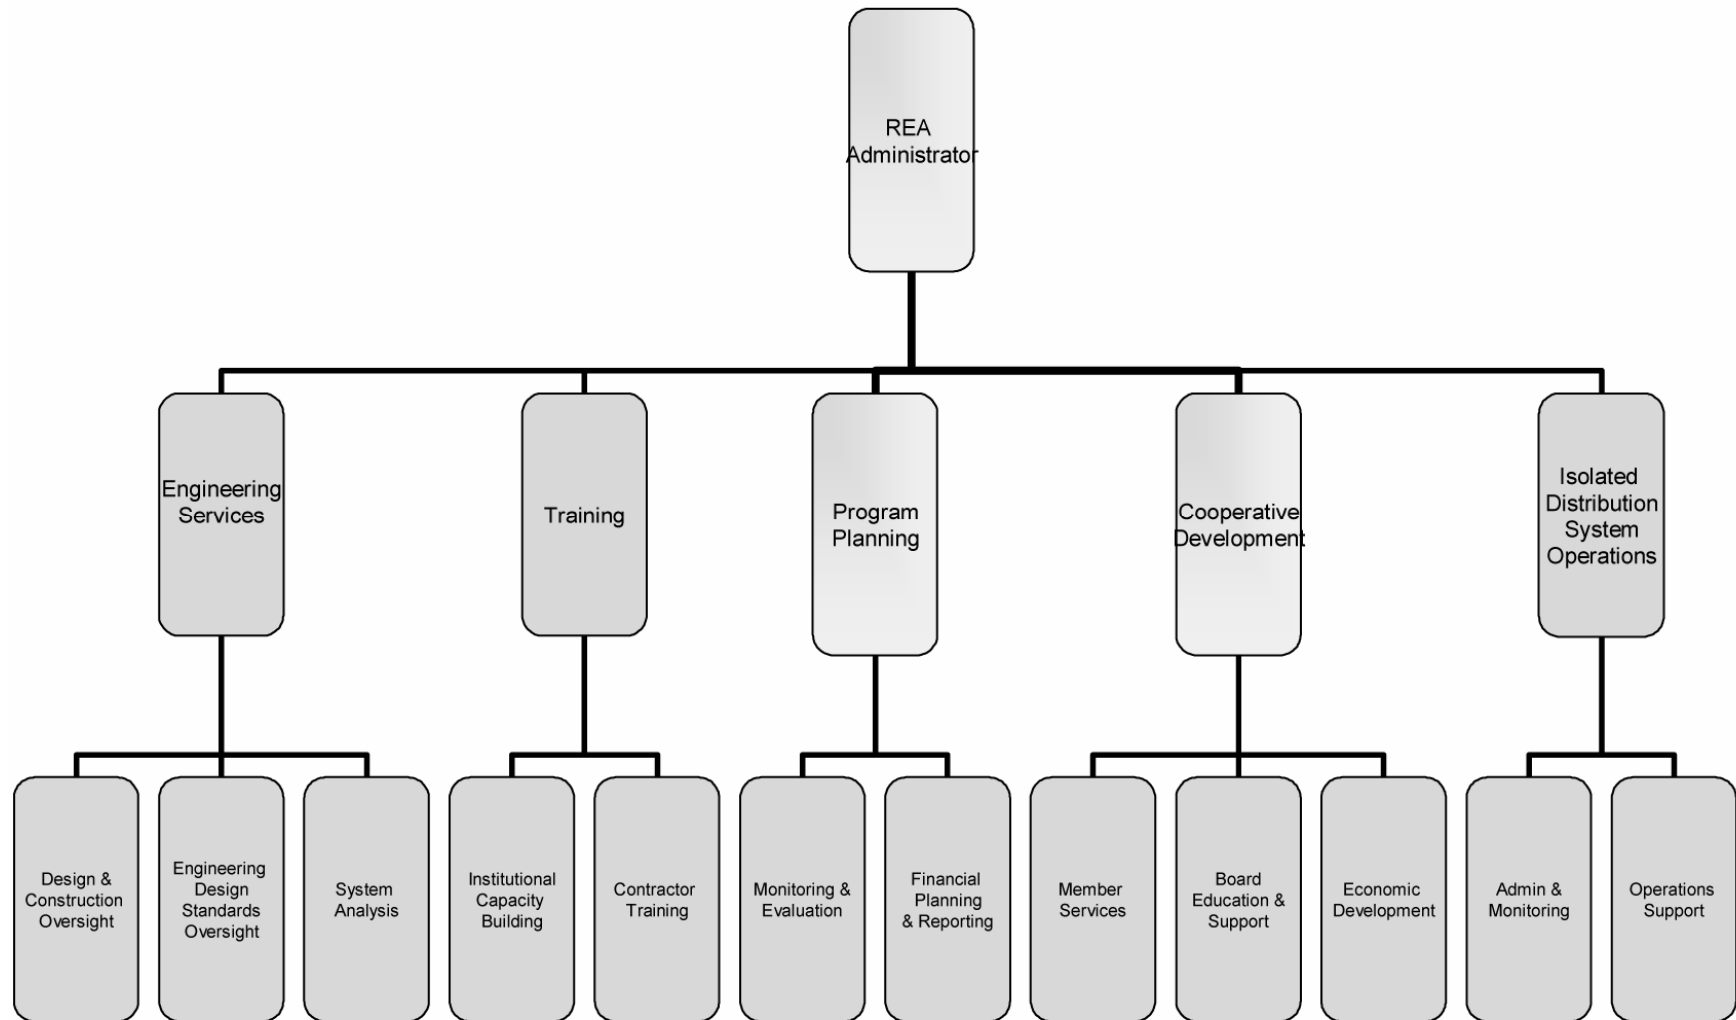 REA
Administrator
Engineering
Services
Training
Program
Planning
Cooperative
Development
Isolated
Distribution
System
Operations
Design &
Construction
Oversight
Engineering
Design
Standards
Oversight
System
Analysis
Institutional
Capacity
Building
Contractor
Training
Monitoring &
Evaluation
Financial
Planning
& Reporting
Member
Services
Board
Education &
Support
Economic
Development
Admin &
Monitoring
Operations
Support